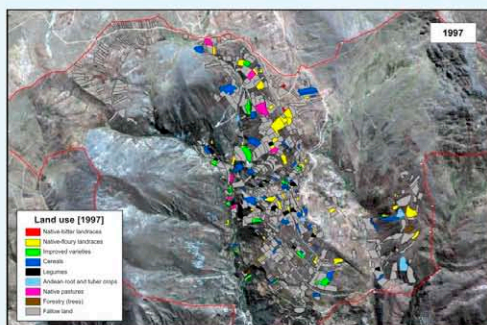 1997
Land use [1997]
Native-bitter landraces
Native-floury landraces
Improved varieties
Cereals
Legumes
Andean root and tuber crops
Native pastures
Forestry (trees)
Fallow land